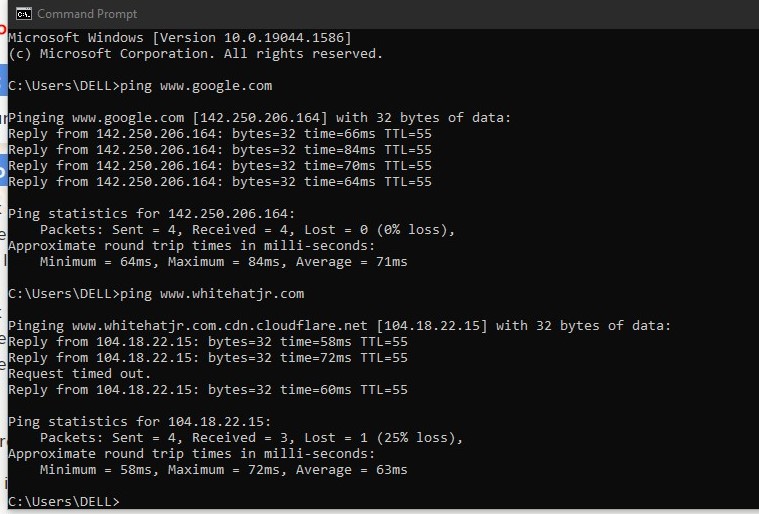 Command Prompt
Microsoft Windows [Version 10.0.19044.1586]
(c) Microsoft Corporation. All rights reserved.
C:\Users\DELL>ping www.google.com
Pinging www.google.com [142.250.206.164] with 32 bytes of data:
Reply from 142.250.206.164: bytes=32 time=66ms TTL=55
Reply from 142.250.206.164: bytes=32 time=84ms TTL=55
Reply from 142.250.206.164: bytes=32 time=70ms TTL=55
Reply from 142.250.206.164: bytes=32 time=64ms TTL=55
Ping statistics for 142.250.206.164:
    Packets: Sent = 4, Received = 4, Lost = 0 (0% loss),
Approximate round trip times in milli-seconds:
    Minimum = 64ms, Maximum = 84ms, Average = 71ms
C:\Users\DELL>ping www.whitehatjr.com
Pinging www.whitehatjr.com.cdn.cloudflare.net [104.18.22.15] with 32 bytes of data:
Reply from 104.18.22.15: bytes=32 time=58ms TTL=55
Reply from 104.18.22.15: bytes=32 time=72ms TTL=55
Request timed out.
Reply from 104.18.22.15: bytes=32 time=60ms TTL=55
Ping statistics for 104.18.22.15:
    Packets: Sent = 4, Received = 3, Lost = 1 (25% loss),
Approximate round trip times in milli-seconds:
    Minimum = 58ms, Maximum = 72ms, Average = 63ms
C:\Users\DELL>